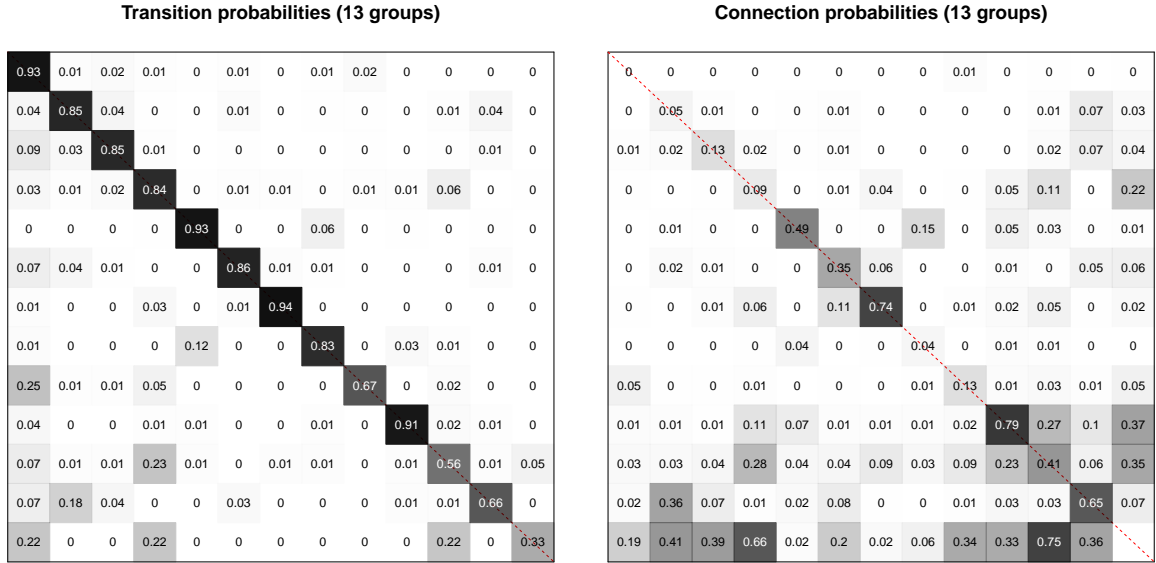 Transition probabilities (13 groups)
0.93 0.01 0.02 0.01 0 0.01 0 0.01 0.02 0 0 0 0
0.04 0.85 0.04 0 0 0.01 0 0 0 0 0.01 0.04 0
0.09 0.03 0.85 0.01 0 0 0 0 0 0 0 0.01 0
0.03 0.01 0.02 0.84 0 0.01 0.01 0 0.01 0.01 0.06 0 0
0 0 0 0 0.93 0 0 0.06 0 0 0 0 0
0.07 0.04 0.01 0 0 0.86 0.01 0.01 0 0 0 0.01 0
0.01 0 0 0.03 0 0.01 0.94 0 0 0 0 0 0
0.01 0 0 0 0.12 0 0 0.83 0 0.03 0.01 0 0
0.25 0.01 0.01 0.05 0 0 0 0 0.67 0 0.02 0 0
0.04 0 0 0.01 0.01 0 0 0 0 0.91 0.02 0.01 0
0.07 0.01 0.01 0.23 0.01 0 0.01 0.01 0 0.01 0.56 0.01 0.05
0.07 0.18 0.04 0 0 0.03 0 0 0 0.01 0.01 0.66 0
0.22 0 0 0.22 0 0 0 0 0 0 0.22 0 0.33
Connection probabilities (13 groups)
0 0 0 0 0 0 0 0 0.01 0 0 0 0
0 0.05 0.01 0 0 0.01 0 0 0 0 0.01 0.07 0.03
0.01 0.02 0.13 0.02 0 0.01 0 0 0 0 0.02 0.07 0.04
0 0 0 0.09 0 0.01 0.04 0 0 0.05 0.11 0 0.22
0 0.01 0 0 0.49 0 0 0.15 0 0.05 0.03 0 0.01
0 0.02 0.01 0 0 0.35 0.06 0 0 0.01 0 0.05 0.06
0 0 0.01 0.06 0 0.11 0.74 0 0.01 0.02 0.05 0 0.02
0 0 0 0 0.04 0 0 0.04 0 0.01 0.01 0 0
0.05 0 0 0.01 0 0 0 0 0.13 0.01 0.03 0.01 0.05
0.01 0.01 0.01 0.11 0.07 0.01 0.01 0.01 0.02 0.79 0.27 0.1 0.37
0.03 0.03 0.04 0.28 0.04 0.04 0.09 0.03 0.09 0.23 0.41 0.06 0.35
0.02 0.36 0.07 0.01 0.02 0.08 0 0 0.01 0.03 0.03 0.65 0.07
0.19 0.41 0.39 0.66 0.02 0.2 0.02 0.06 0.34 0.33 0.75 0.36